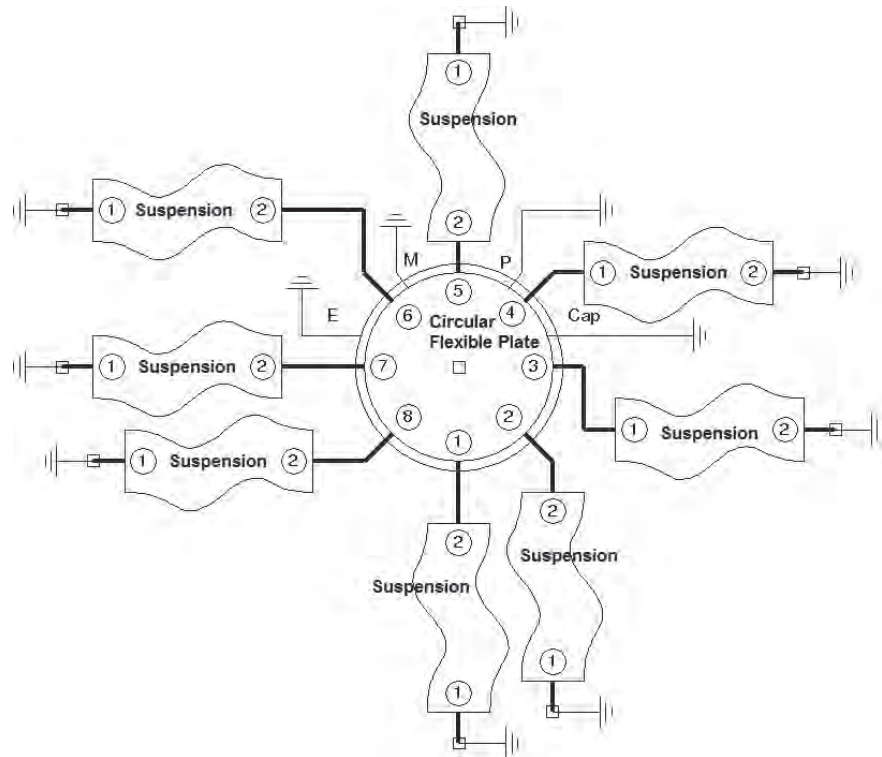 1
Suspension
2
1 Suspension 2
M
P
1 Suspension 2
5
E
6
4
Cap
Circular
Flexible Plate
1 Suspension 2
7
3
8
2
1 Suspension 2
1 Suspension 2
1
2
2
Suspension
Suspension
1
1